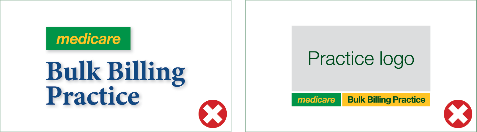 medicare
Bulk Billing
Practice
Practice logo
medicare Bulk Billing Practice